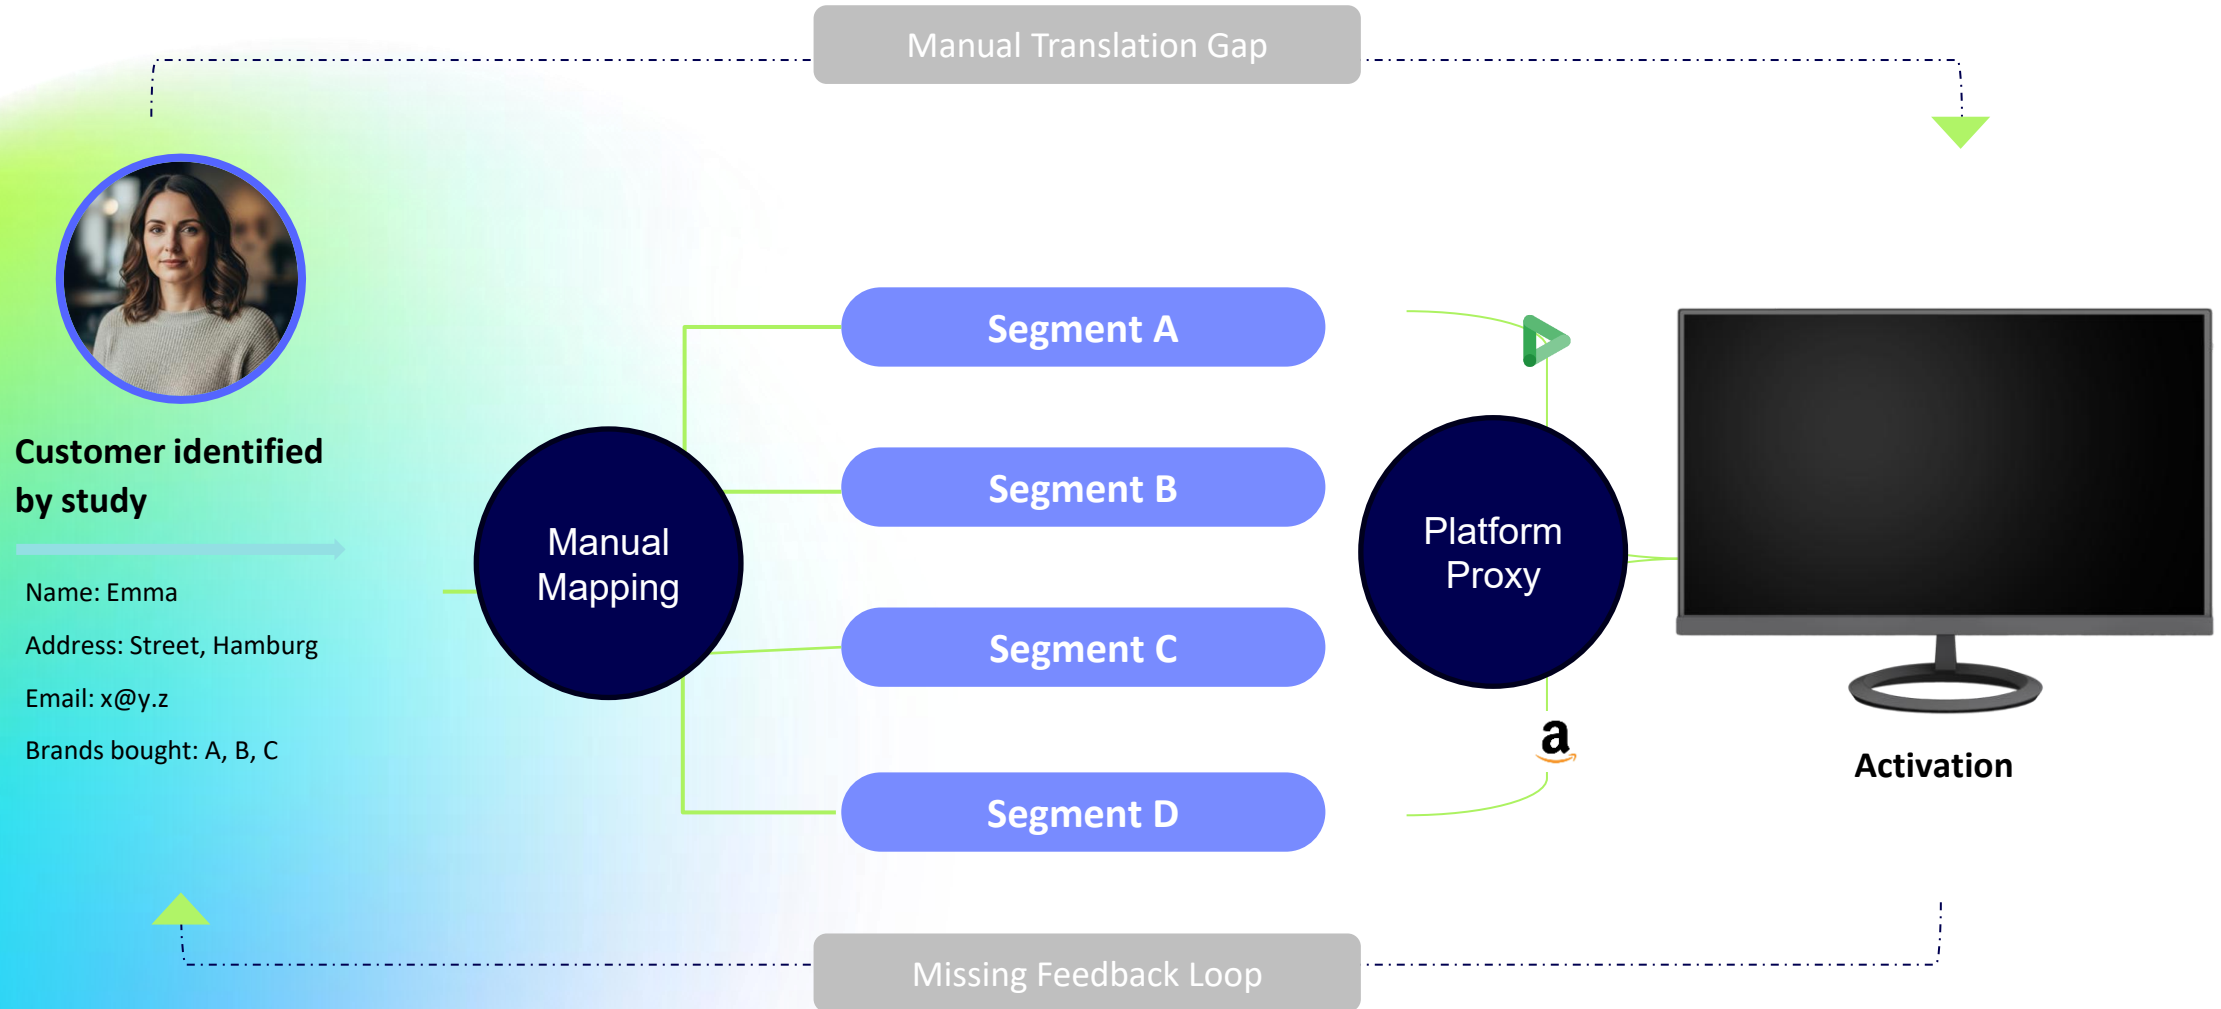 Manual Translation Gap
Customer identified
by study
Name: Emma
Address: Street, Hamburg
Email: x@y.z
Brands bought: A, B, C
Manual
Mapping
Segment A
Segment B
Segment C
Segment D
Platform
Proxy
a
Activation
Missing Feedback Loop